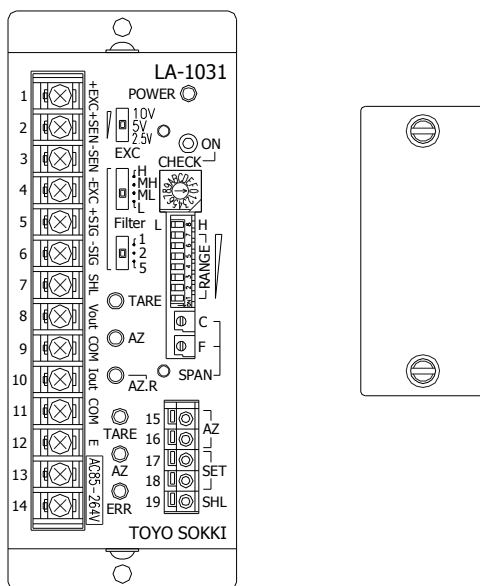 LA-1031
POWER
1 +EXC
2 +SEN
3 -SEN
4 -EXC
5 +SIG
6 -SIG
7 SHL
8 Vout
9 COM
10 Iout
11 COM
12 E
13
14
AC85-264V
10V
5V
2.5V
EXC
ON
CHECK
H
MH
ML
L
Filter
1
2
5
L H
RANGE
C
F
SPAN
TARE
AZ
AZ.R
TARE
AZ
ERR
15
16
AZ
17
18
SET
19 SHL
TOYO SOKKI